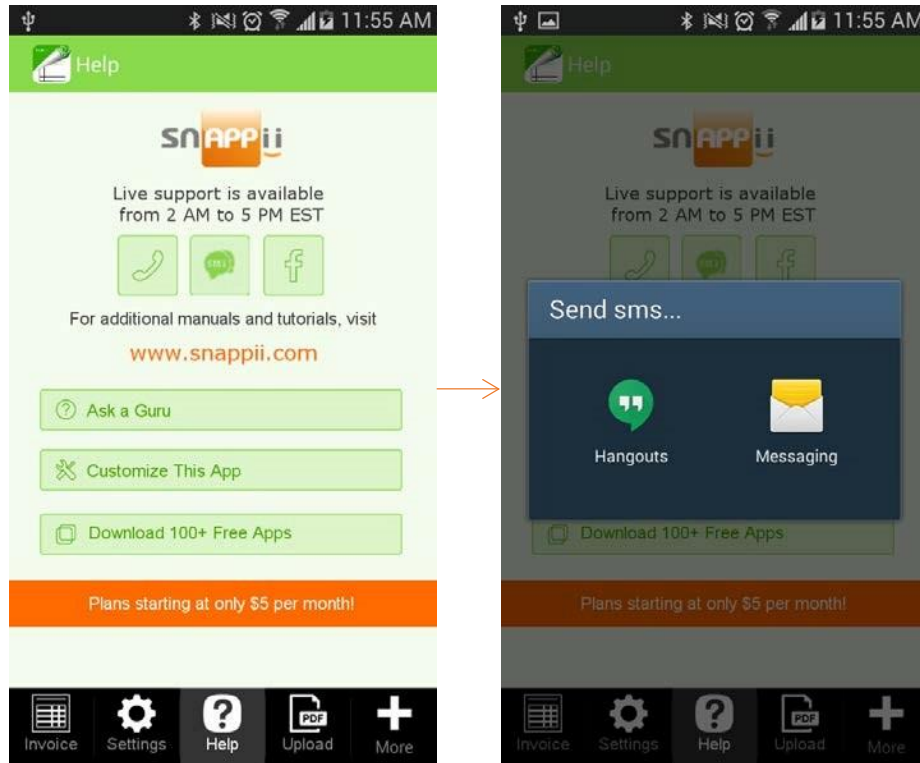 11:55 AM
Help
snappii
Live support is available
from 2 AM to 5 PM EST
SMS
For additional manuals and tutorials, visit
www.snappii.com
Ask a Guru
Customize This App
Download 100+ Free Apps
Plans starting at only $5 per month!
Invoice
Settings
Help
PDF
Upload
More
11:55 AM
Help
snappii
Live support is available
from 2 AM to 5 PM EST
Send sms...
Hangouts
Messaging
Download 100+ Free Apps
Plans starting at only $5 per month!
Invoice
Settings
Help
PDF
Upload
More